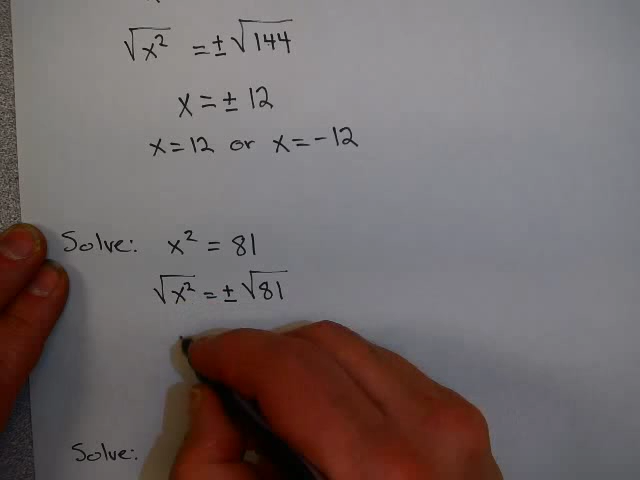 √x² = ±√144
x = ± 12
x = 12 or x = -12
Solve: x² = 81
√x² = ±√81
Solve: